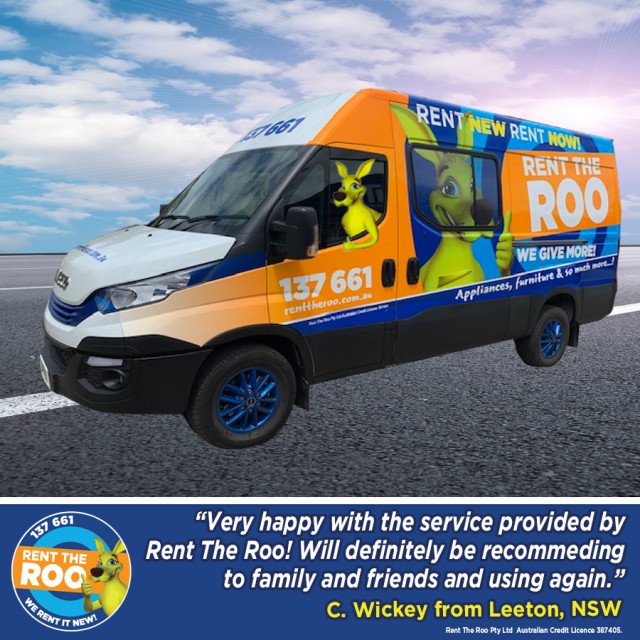 137 661
RENT NEW RENT NOW!
RENT THE
ROO
WE GIVE MORE!
Appliances, furniture & so much more...!
137 661
renttheroo.com.au
IVECO
137 661
RENT THE
ROO
WE RENT IT NEW!
“Very happy with the service provided by
Rent The Roo! Will definitely be recommeding
to family and friends and using again.”
C. Wickey from Leeton, NSW
Rent The Roo Pty Ltd Australian Credit Licence 387405.